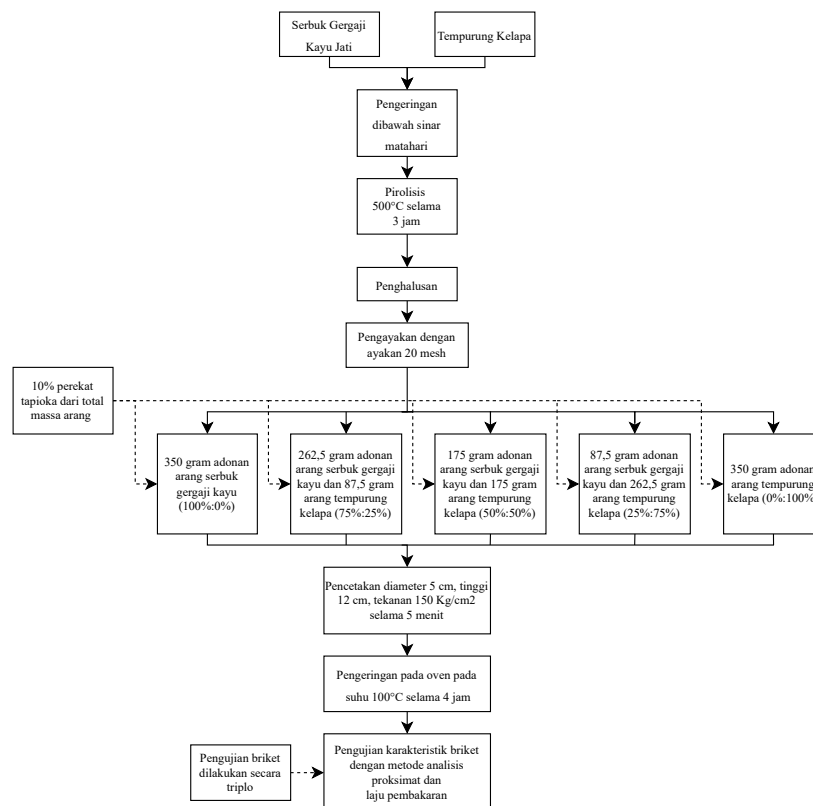 Serbuk Gergaji
Kayu Jati
Tempurung Kelapa
Pengeringan
dibawah sinar
matahari
Pirolisis
500°C selama
3 jam
Penghalusan
Pengayakan dengan
ayakan 20 mesh
10% perekat
tapioka dari total
massa arang
350 gram adonan
arang serbuk
gergaji kayu
(100%:0%)
262,5 gram adonan
arang serbuk gergaji
kayu dan 87,5 gram
arang tempurung
kelapa (75%:25%)
175 gram adonan
arang serbuk gergaji
kayu dan 175 gram
arang tempurung
kelapa (50%:50%)
87,5 gram adonan
arang serbuk gergaji
kayu dan 262,5 gram
arang tempurung
kelapa (25%:75%)
350 gram adonan
arang tempurung
kelapa (0%:100%)
Pencetakan diameter 5 cm, tinggi
12 cm, tekanan 150 Kg/cm2
selama 5 menit
Pengeringan pada oven pada
suhu 100°C selama 4 jam
Pengujian briket
dilakukan secara
triplo
Pengujian karakteristik briket
dengan metode analisis
proksimat dan
laju pembakaran